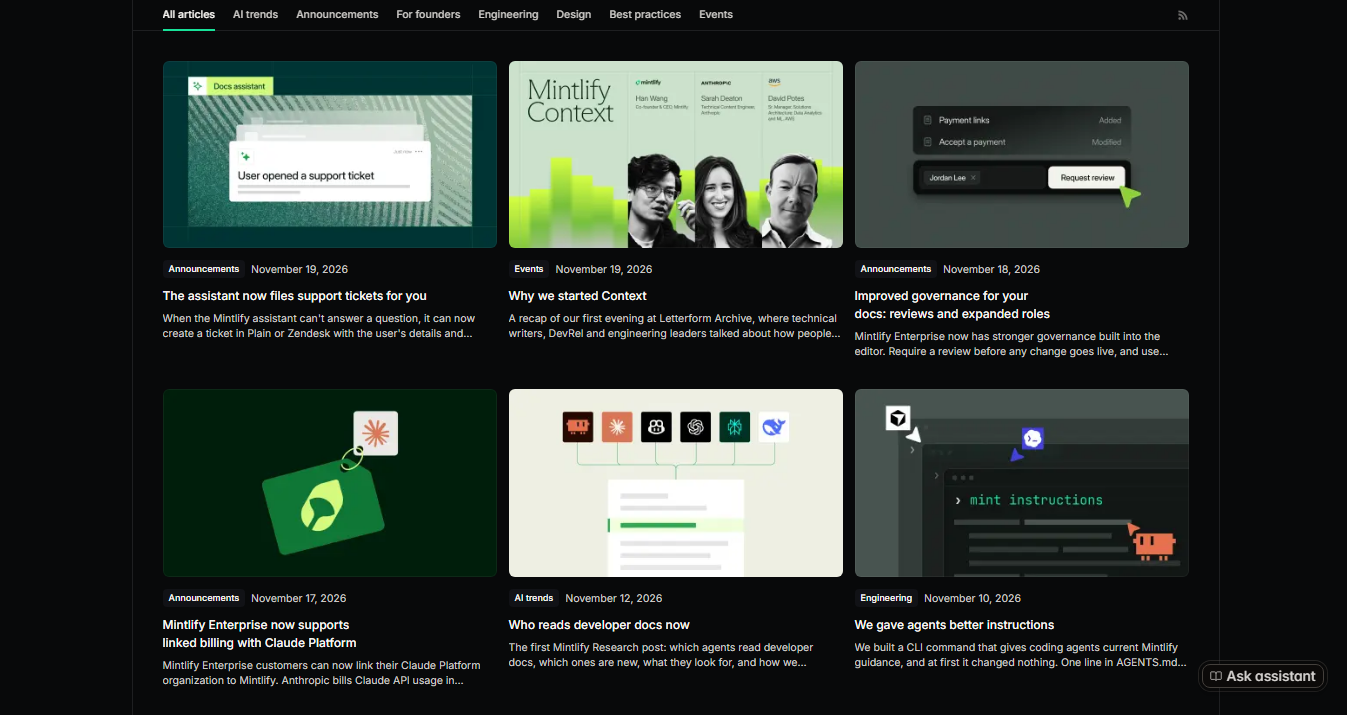 All articles
AI trends
Announcements
For founders
Engineering
Design
Best practices
Events
Docs assistant
Just now
User opened a support ticket
Announcements
November 19, 2026
The assistant now files support tickets for you
When the Mintlify assistant can't answer a question, it can now
create a ticket in Plain or Zendesk with the user's details and...
Mintlify
Context
mintlify
Han Wang
Co-founder & CEO, Mintlify
ANTHROPIC
Sarah Deaton
Technical Content Engineer,
Anthropic
aws
David Potes
Sr. Manager, Solutions
Architecture, Data Analytics
and ML, AWS
Events
November 19, 2026
Why we started Context
A recap of our first evening at Letterform Archive, where technical
writers, DevRel and engineering leaders talked about how people...
Payment links
Added
Accept a payment
Modified
Jordan Lee
Request review
Announcements
November 18, 2026
Improved governance for your
docs: reviews and expanded roles
Mintlify Enterprise now has stronger governance built into the
editor. Require a review before any change goes live, and use...
Announcements
November 17, 2026
Mintlify Enterprise now supports
linked billing with Claude Platform
Mintlify Enterprise customers can now link their Claude Platform
organization to Mintlify. Anthropic bills Claude API usage in...
AI trends
November 12, 2026
Who reads developer docs now
The first Mintlify Research post: which agents read developer
docs, which ones are new, what they look for, and how we...
> mint instructions
Engineering
November 10, 2026
We gave agents better instructions
We built a CLI command that gives coding agents current Mintlify
guidance, and at first it changed nothing. One line in AGENTS.md...
Ask assistant